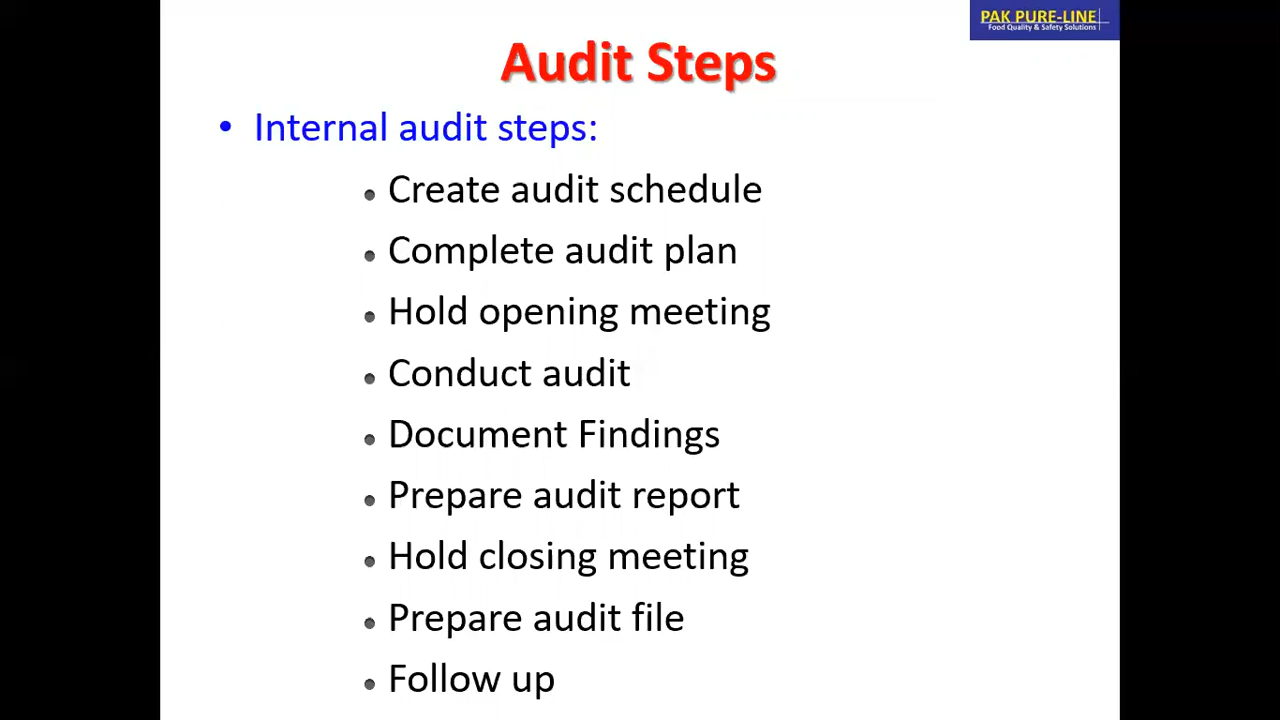 PAK PURE-LINE
Food Quality & Safety Solutions
Audit Steps
• Internal audit steps:
• Create audit schedule
• Complete audit plan
• Hold opening meeting
• Conduct audit
• Document Findings
• Prepare audit report
• Hold closing meeting
• Prepare audit file
• Follow up